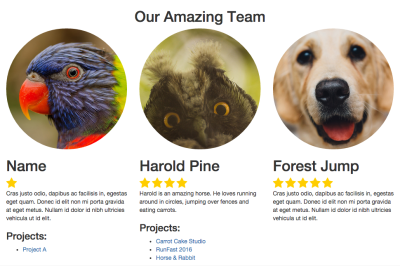 Our Amazing Team
Name
Cras justo odio, dapibus ac facilisis in, egestas
eget quam. Donec id elit non mi porta gravida
at eget metus. Nullam id dolor id nibh ultricies
vehicula ut id elit.
Projects:
Project A
Harold Pine
Harold is an amazing horse. He loves running
around in circles, jumping over fences and
eating carrots.
Projects:
Carrot Cake Studio
RunFast 2016
Horse & Rabbit
Forest Jump
Cras justo odio, dapibus ac facilisis in, egestas
eget quam. Donec id elit non mi porta gravida
at eget metus. Nullam id dolor id nibh ultricies
vehicula ut id elit.